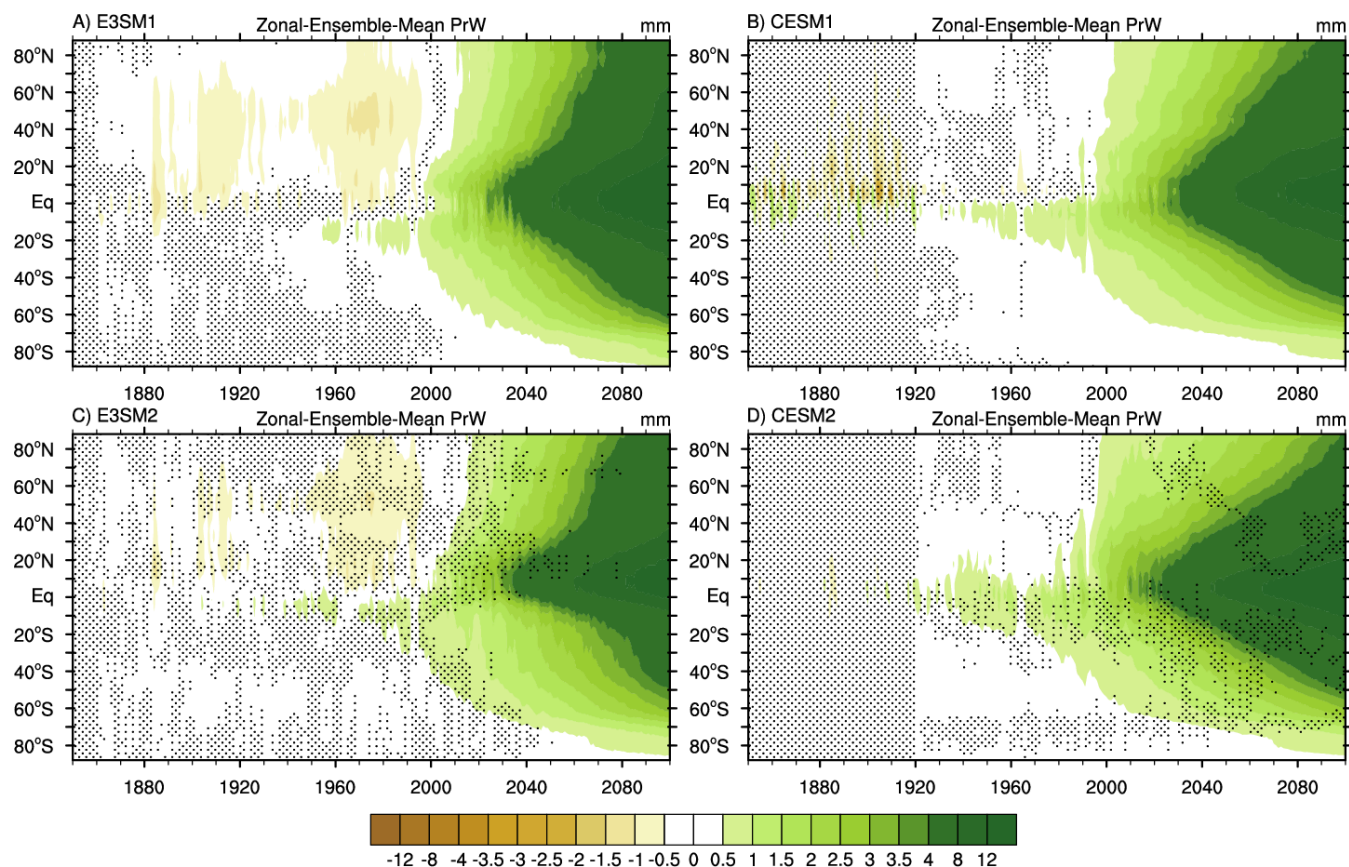 A) E3SM1 Zonal-Ensemble-Mean PrW mm
B) CESM1 Zonal-Ensemble-Mean PrW mm
80°N 80°N
60°N 60°N
40°N 40°N
20°N 20°N
Eq Eq
20°S 20°S
40°S 40°S
60°S 60°S
80°S 80°S
1880 1920 1960 2000 2040 2080 1880 1920 1960 2000 2040 2080
C) E3SM2 Zonal-Ensemble-Mean PrW mm
D) CESM2 Zonal-Ensemble-Mean PrW mm
80°N 80°N
60°N 60°N
40°N 40°N
20°N 20°N
Eq Eq
20°S 20°S
40°S 40°S
60°S 60°S
80°S 80°S
1880 1920 1960 2000 2040 2080 1880 1920 1960 2000 2040 2080
-12 -8 -4 -3.5 -3 -2.5 -2 -1.5 -1 -0.5 0 0.5 1 1.5 2 2.5 3 3.5 4 8 12